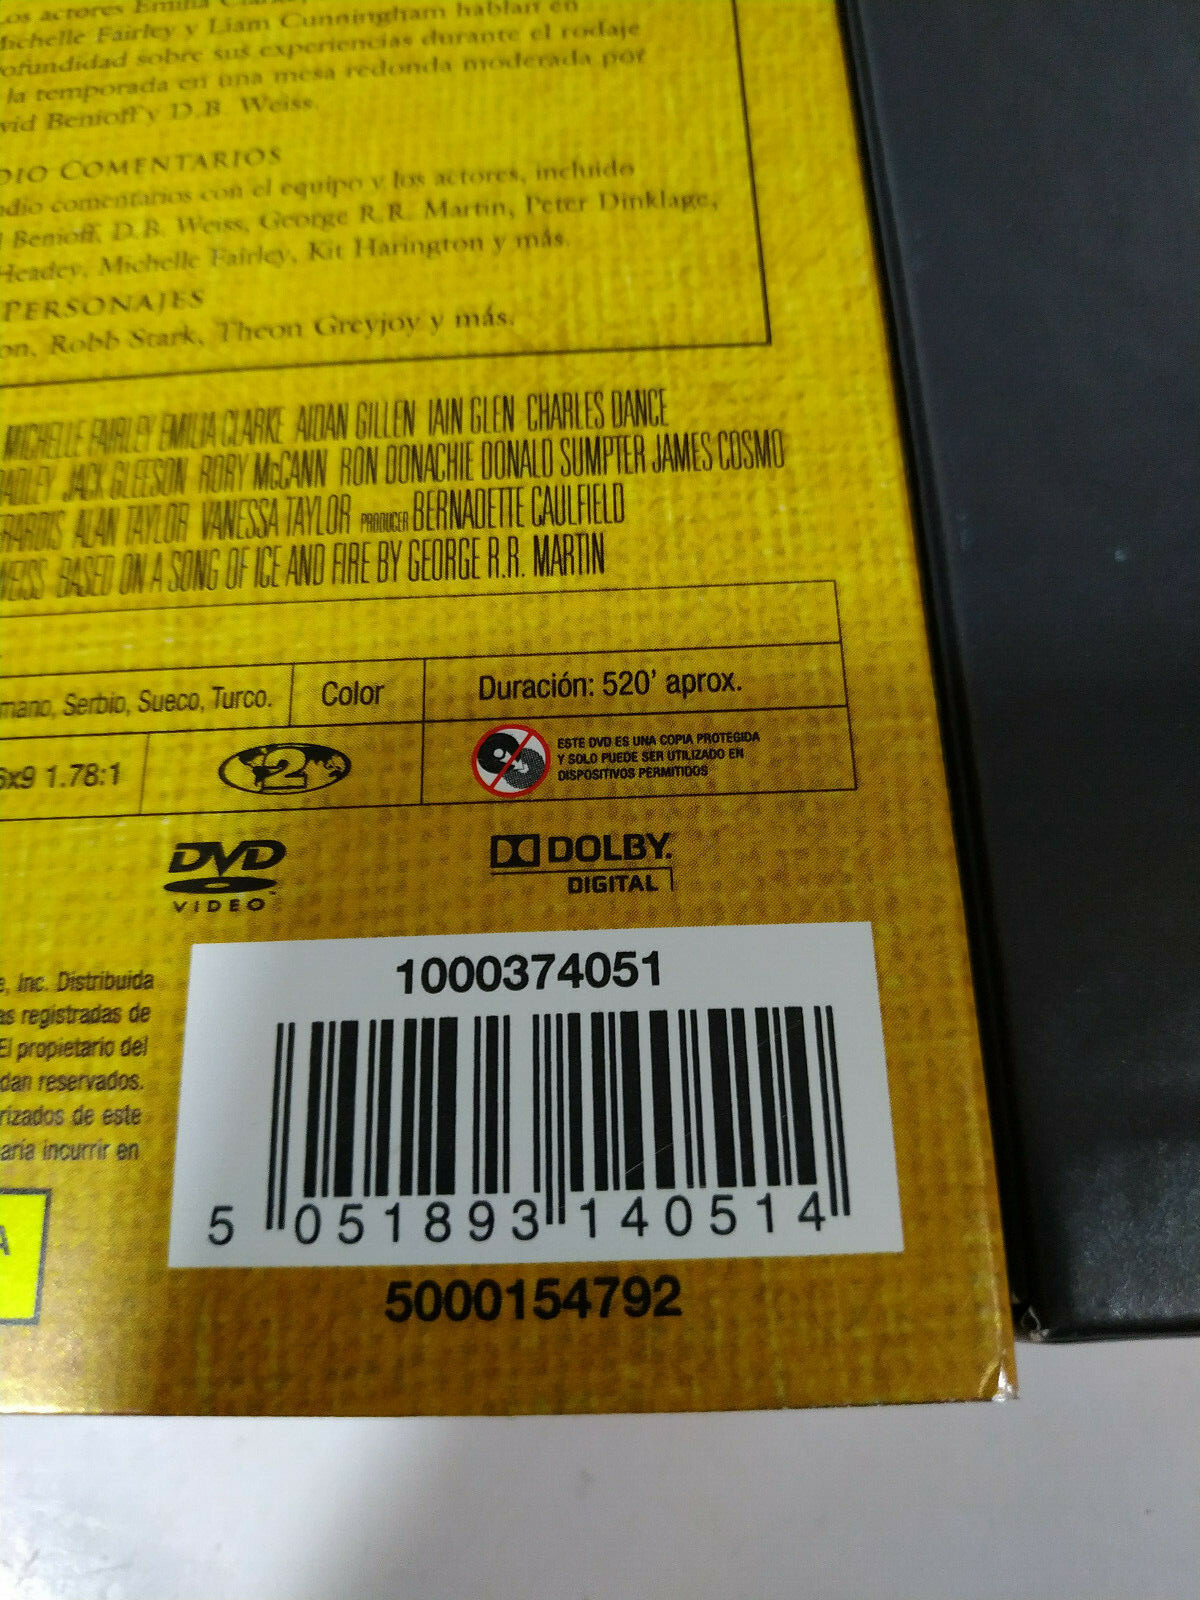 Los actores Emilia Clarke,
Michelle Fairley y Liam Cunningham hablan en
ofundidad sobre sus experiencias durante el rodaje
la temporada en una mesa redonda moderada por
vid Benioff y D.B. Weiss.
DIO COMENTARIOS
dio comentarios con el equipo y los actores, incluido
Benioff, D.B. Weiss, George R.R. Martin, Peter Dinklage,
Headey, Michelle Fairley, Kit Harington y más.
PERSONAJES
on, Robb Stark, Theon Greyjoy y más.
MICHELLE FAIRLEY EMILIA CLARKE AIDAN GILLEN IAIN GLEN CHARLES DANCE
ADLEY JACK GLEESON RORY McCANN RON DONACHIE DONALD SUMPTER JAMES COSMO
RARDIS ALAN TAYLOR VANESSA TAYLOR PRODUCER BERNADETTE CAULFIELD
WEISS BASED ON A SONG OF ICE AND FIRE BY GEORGE R.R. MARTIN
mano, Serbio, Sueco, Turco.
Color
Duración: 520' aprox.
6x9 1.78:1
2
ESTE DVD ES UNA COPIA PROTEGIDA
Y SOLO PUEDE SER UTILIZADO EN
DISPOSITIVOS PERMITIDOS
DVD
VIDEO
DOLBY
DIGITAL
e, Inc. Distribuida
as registradas de
El propietario del
dan reservados.
rizados de este
aría incurrir en
A
1000374051
5 051893 140514
5000154792